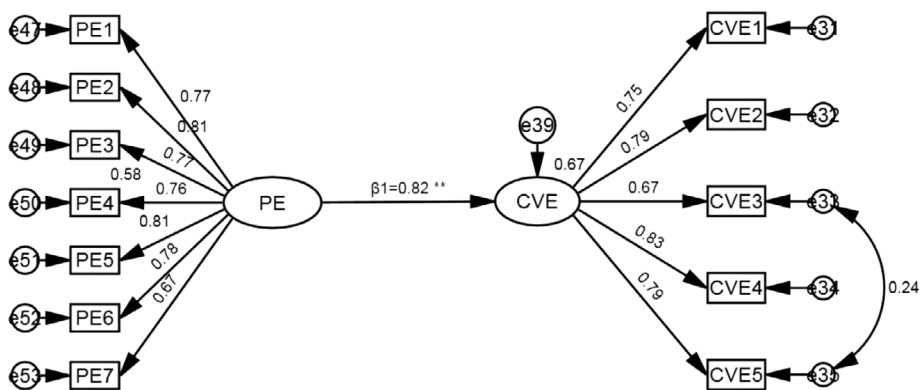 e47 PE1
e48 PE2
e49 PE3
e50 PE4
e51 PE5
e52 PE6
e53 PE7
0.77
0.81
0.77
0.58
0.76
0.81
0.78
0.67
PE
β1=0.82 **
e39
0.67
CVE
0.75
0.79
0.67
0.83
0.79
CVE1 e31
CVE2 e32
CVE3 e33
CVE4 e34
CVE5 e35
0.24